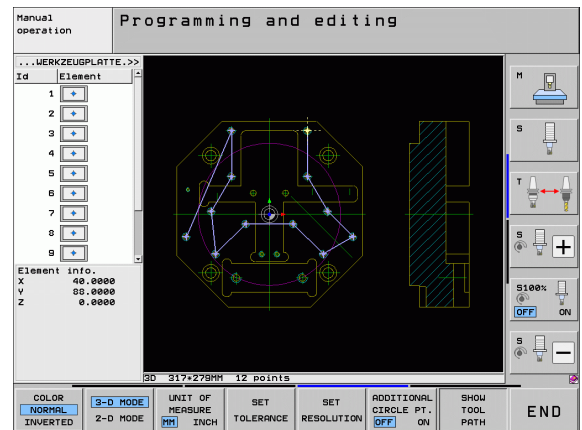 Manual
operation
Programming and editing
...WERKZEUGPLATTE.>>
Id Element
1
2
3
4
5
6
7
8
9
Element info.
X 40.0000
Y 88.0000
Z 0.0000
3D 317*279MM 12 points
M
S
T
S
+
S100%
OFF ON
S
−
COLOR
NORMAL
INVERTED
3-D MODE
2-D MODE
UNIT OF
MEASURE
MM INCH
SET
TOLERANCE
SET
RESOLUTION
ADDITIONAL
CIRCLE PT.
OFF ON
SHOW
TOOL
PATH
END